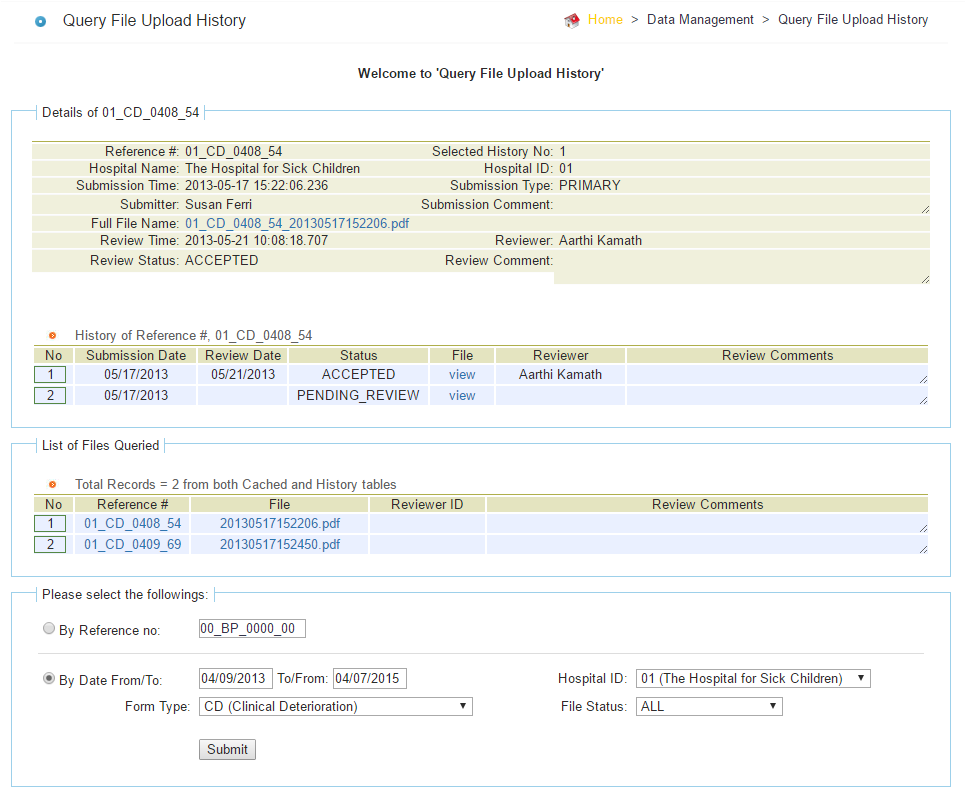 Query File Upload History
Home > Data Management > Query File Upload History
Welcome to 'Query File Upload History'
Details of 01_CD_0408_54
Reference #: 01_CD_0408_54 Selected History No: 1
Hospital Name: The Hospital for Sick Children Hospital ID: 01
Submission Time: 2013-05-17 15:22:06.236 Submission Type: PRIMARY
Submitter: Susan Ferri Submission Comment:
Full File Name: 01_CD_0408_54_20130517152206.pdf
Review Time: 2013-05-21 10:08:18.707 Reviewer: Aarthi Kamath
Review Status: ACCEPTED Review Comment:
History of Reference #, 01_CD_0408_54
No Submission Date Review Date Status File Reviewer Review Comments
1 05/17/2013 05/21/2013 ACCEPTED view Aarthi Kamath
2 05/17/2013 PENDING_REVIEW view
List of Files Queried
Total Records = 2 from both Cached and History tables
No Reference # File Reviewer ID Review Comments
1 01_CD_0408_54 20130517152206.pdf
2 01_CD_0409_69 20130517152450.pdf
Please select the followings:
By Reference no: 00_BP_0000_00
By Date From/To: 04/09/2013 To/From: 04/07/2015 Hospital ID: 01 (The Hospital for Sick Children)
Form Type: CD (Clinical Deterioration) File Status: ALL
Submit